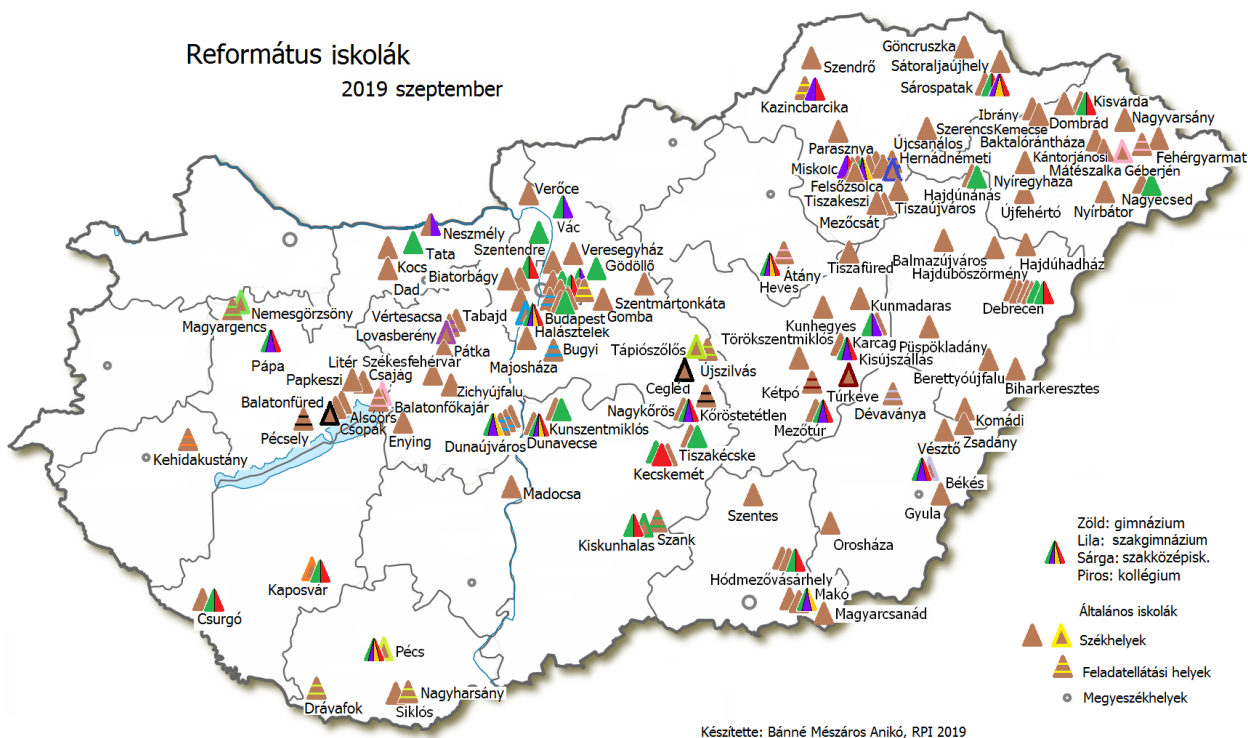 Református iskolák
2019 szeptember
Göncruszka
Szendrő
Sátoraljaújhely
Sárospatak
Kazincbarcika
Ibrány
Kisvárda
Dombrád
Nagyvarsány
Szerencs
Kemecse
Parasznya
Újcsanálos
Baktalórántháza
Hernádnémeti
Kántorjánosi
Fehérgyarmat
Miskolc
Mátészalka
Géberjén
Felsőzsolca
Hajdúnánás
Nyíregyháza
Verőce
Tiszakeszi
Tiszaújváros
Újfehértó
Nyírbátor
Nagyecsed
Vác
Mezőcsát
Neszmély
Tata
Szentendre
Veresegyház
Gödöllő
Kocs
Biatorbágy
Átány
Tiszafüred
Balmazújváros
Hajdúhadház
Dad
Hajdúböszörmény
Heves
Szentmártonkáta
Nemesgörzsöny
Gomba
Kunmadaras
Debrecen
Vértesacsa
Tabajd
Budapest
Magyargencs
Lovasberény
Halásztelek
Kunhegyes
Törökszentmiklós
Karcag
Püspökladány
Pátka
Tápiószőlős
Kisújszállás
Pápa
Majosháza
Bugyi
Litér
Székesfehérvár
Újszilvás
Berettyóújfalu
Biharkeresztes
Papkeszi
Csajág
Zichyújfalu
Cegléd
Kétpó
Túrkeve
Dévaványa
Balatonfüred
Alsóörs
Balatonfőkajár
Nagykőrös
Kőröstetétlen
Csopak
Mezőtúr
Komádi
Pécsely
Enying
Dunaújváros
Dunavecse
Kunszentmiklós
Zsadány
Kehidakustány
Tiszakécske
Vésztő
Kecskemét
Békés
Madocsa
Gyula
Szentes
Kiskunhalas
Szank
Orosháza
Zöld: gimnázium
Lila: szakgimnázium
Sárga: szakközépisk.
Piros: kollégium
Hódmezővásárhely
Kaposvár
Makó
Csurgó
Magyarcsanád
Általános iskolák
Székhelyek
Pécs
Feladatellátási helyek
Nagyharsány
Megyeszékhelyek
Drávafok
Siklós
Készítette: Bánné Mészáros Anikó, RPI 2019